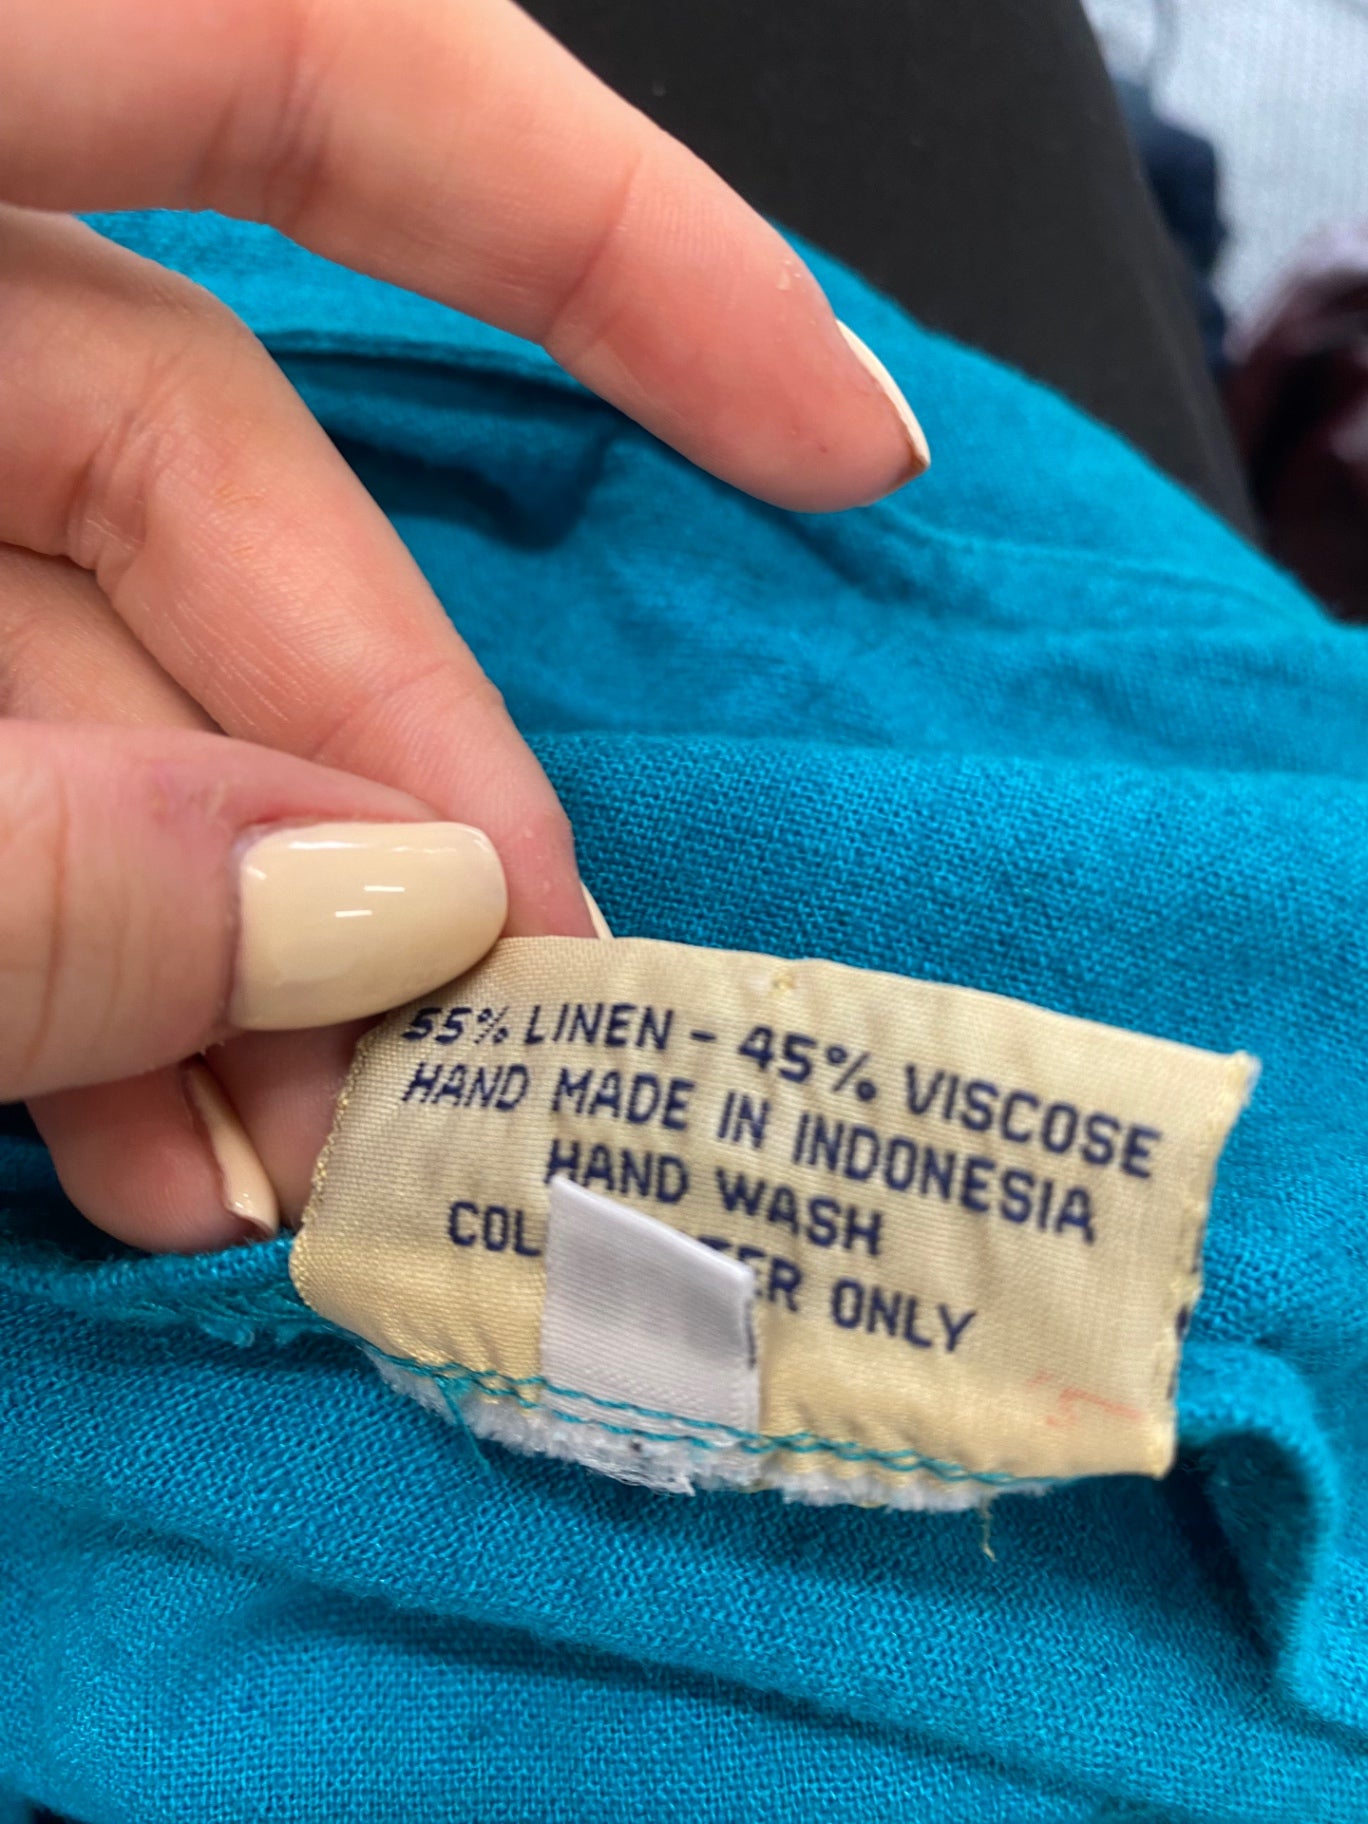 55% LINEN - 45% VISCOSE
HAND MADE IN INDONESIA
HAND WASH
ONLY